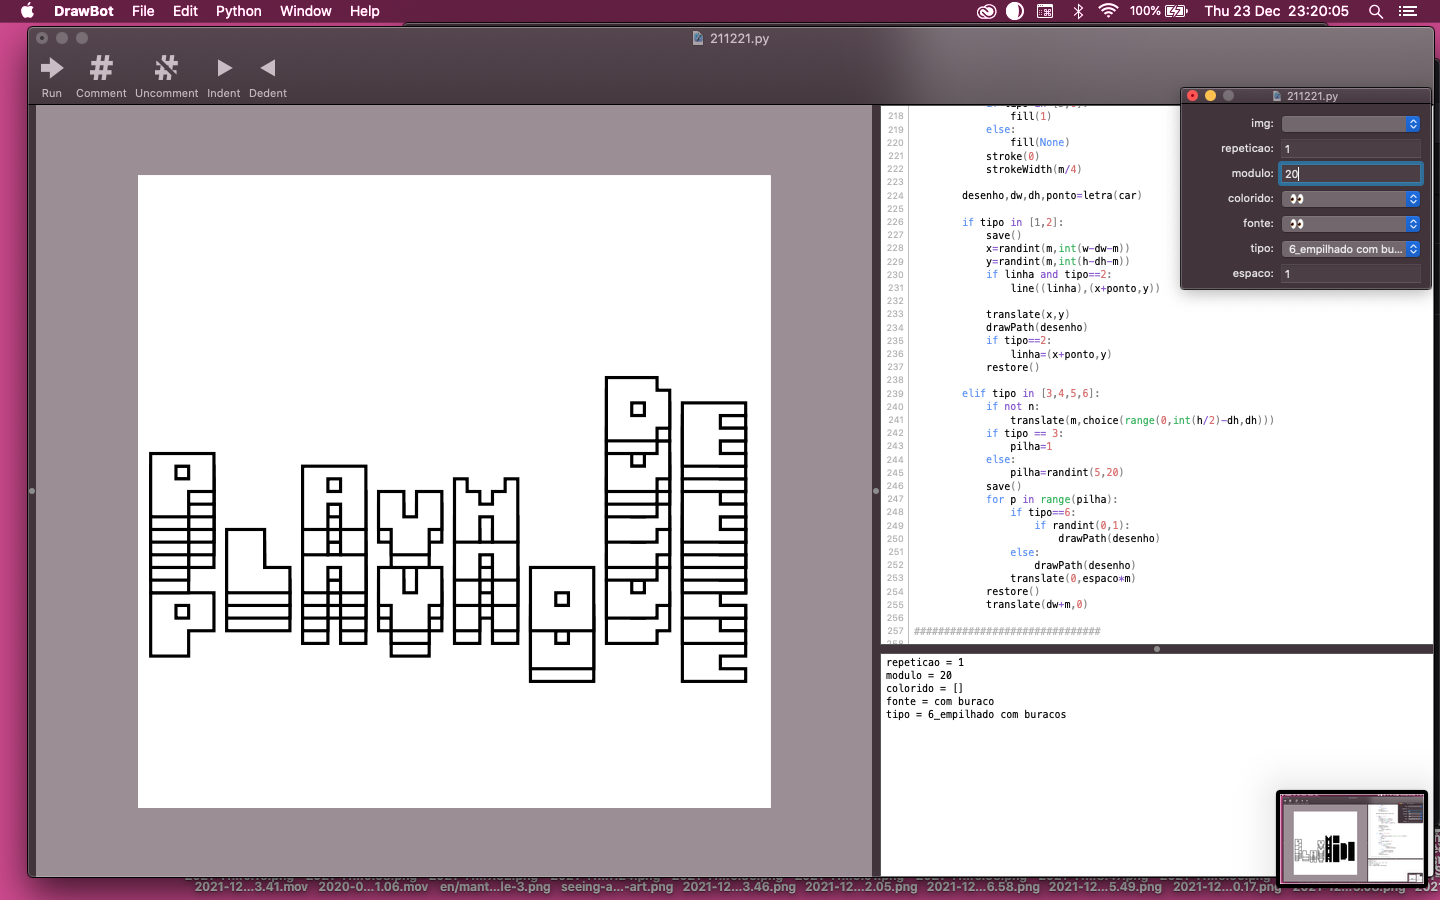 DrawBot File Edit Python Window Help 100% Thu 23 Dec 23:20:05
211221.py
Run Comment Uncomment Indent Dedent
211221.py
img:
repeticao: 1
modulo: 20
colorido: 👀
fonte: 👀
tipo: 6_empilhado com bu...
espaco: 1
218 fill(1)
219 else:
220 fill(None)
221 stroke(0)
222 strokeWidth(m/4)
223
224 desenho,dw,dh,ponto=letra(car)
225
226 if tipo in [1,2]:
227 save()
228 x=randint(m,int(w-dw-m))
229 y=randint(m,int(h-dh-m))
230 if linha and tipo==2:
231 line((linha),(x+ponto,y))
232
233 translate(x,y)
234 drawPath(desenho)
235 if tipo==2:
236 linha=(x+ponto,y)
237 restore()
238
239 elif tipo in [3,4,5,6]:
240 if not n:
241 translate(m,choice(range(0,int(h/2)-dh,dh)))
242 if tipo == 3:
243 pilha=1
244 else:
245 pilha=randint(5,20)
246 save()
247 for p in range(pilha):
248 if tipo==6:
249 if randint(0,1):
250 drawPath(desenho)
251 else:
252 drawPath(desenho)
253 translate(0,espaco*m)
254 restore()
255 translate(dw+m,0)
256
257 ###############################
repeticao = 1
modulo = 20
colorido = []
fonte = com buraco
tipo = 6_empilhado com buracos
2021-12...3.41.mov 2020-0...1.06.mov en/mant...le-3.png seeing-a...-art.png 2021-12...3.46.png 2021-12...2.05.png 2021-12...6.58.png 2021-12...5.49.png 2021-12...0.17.png